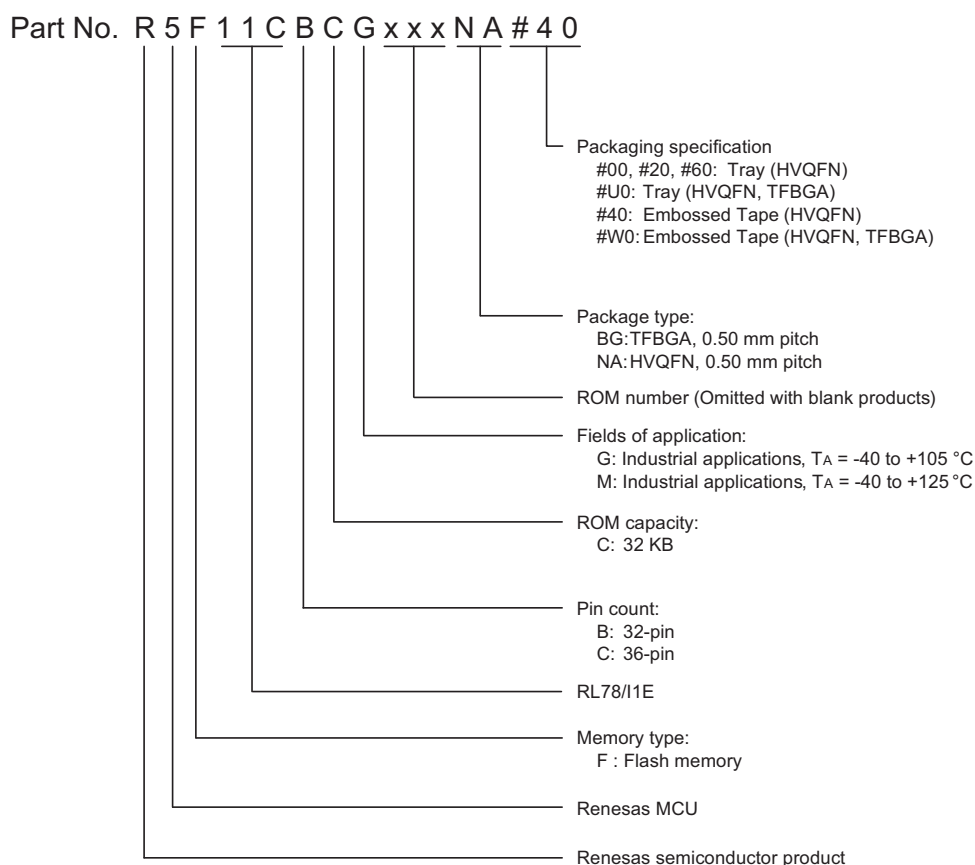 Part No. R 5 F 1 1 C B C G x x x N A # 4 0
Packaging specification
#00, #20, #60: Tray (HVQFN)
#U0: Tray (HVQFN, TFBGA)
#40: Embossed Tape (HVQFN)
#W0: Embossed Tape (HVQFN, TFBGA)
Package type:
BG: TFBGA, 0.50 mm pitch
NA: HVQFN, 0.50 mm pitch
ROM number (Omitted with blank products)
Fields of application:
G: Industrial applications, TA = -40 to +105 °C
M: Industrial applications, TA = -40 to +125 °C
ROM capacity:
C: 32 KB
Pin count:
B: 32-pin
C: 36-pin
RL78/I1E
Memory type:
F : Flash memory
Renesas MCU
Renesas semiconductor product